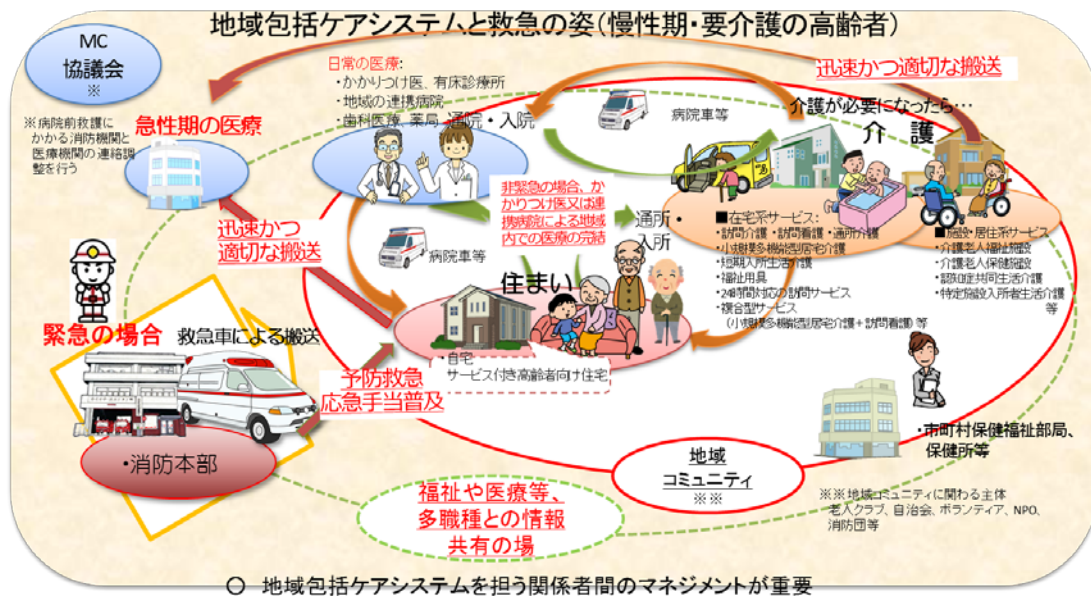 地域包括ケアシステムと救急の姿(慢性期・要介護の高齢者)
MC
協議会
※
※病院前救護に
かかる消防機関と
医療機関の連絡調
整を行う
急性期の医療
日常の医療:
・かかりつけ医、有床診療所
・地域の連携病院
・歯科医療、薬局
通院・入院
病院車等
迅速かつ適切な搬送
介護が必要になったら…
介 護
非緊急の場合、か
かりつけ医又は連
携病院による地域
内での医療の完結
通所・
入所
■在宅系サービス:
・訪問介護・訪問看護・通所介護
・小規模多機能型居宅介護
・短期入所生活介護
・福祉用具
・24時間対応の訪問サービス
・複合型サービス
(小規模多機能型居宅介護+訪問看護)等
■施設・居住系サービス
・介護老人福祉施設
・介護老人保健施設
・認知症共同生活介護
・特定施設入所者生活介護
等
迅速かつ
適切な搬送
病院車等
住まい
・自宅
・サービス付き高齢者向け住宅
緊急の場合
救急車による搬送
予防救急
応急手当普及
・消防本部
・市町村保健福祉部局、
保健所等
地域
コミュニティ
※※
福祉や医療等、
多職種との情報
共有の場
※※地域コミュニティに関わる主体
老人クラブ、自治会、ボランティア、NPO、
消防団等
○ 地域包括ケアシステムを担う関係者間のマネジメントが重要